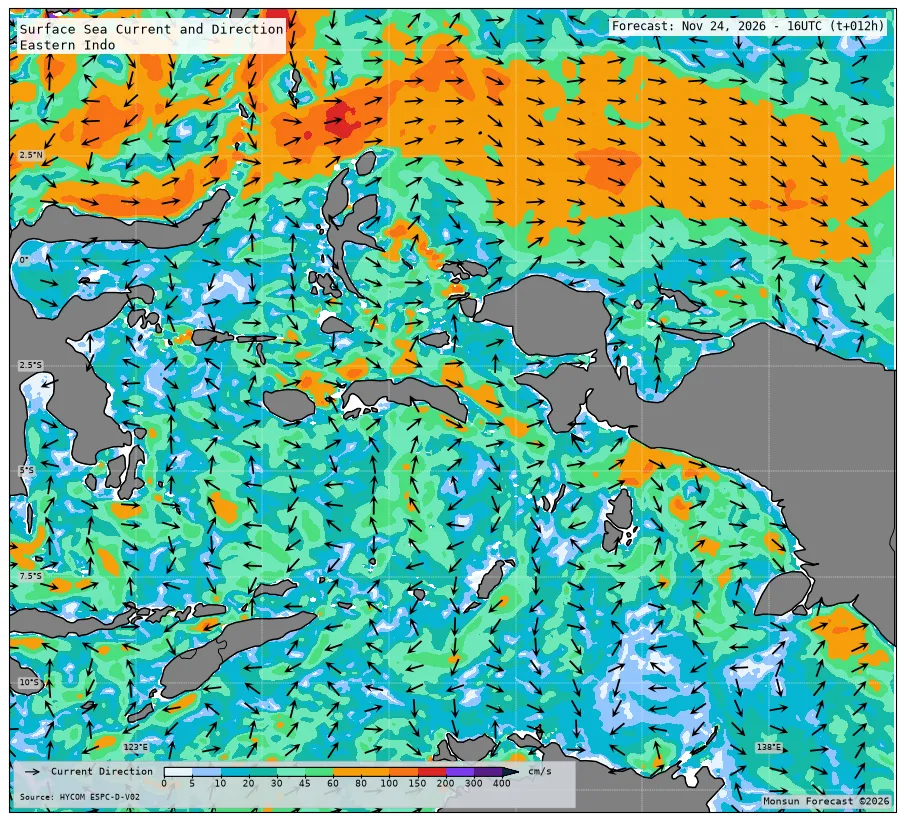 Surface Sea Current and Direction
Eastern Indo
Forecast: Nov 24, 2026 - 16UTC (t+012h)
2.5°N
0°
2.5°S
5°S
7.5°S
10°S
123°E
138°E
Current Direction
0 5 10 20 30 45 60 80 100 150 200 300 400
cm/s
Source: HYCOM ESPC-D-V02
Monsun Forecast ©2026